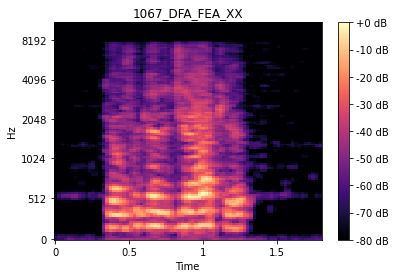 1067_DFA_FEA_XX
+0 dB
8192
-10 dB
4096
-20 dB
-30 dB
2048
Hz
-40 dB
1024
-50 dB
512
-60 dB
-70 dB
0
-80 dB
0
0.5
1
1.5
Time